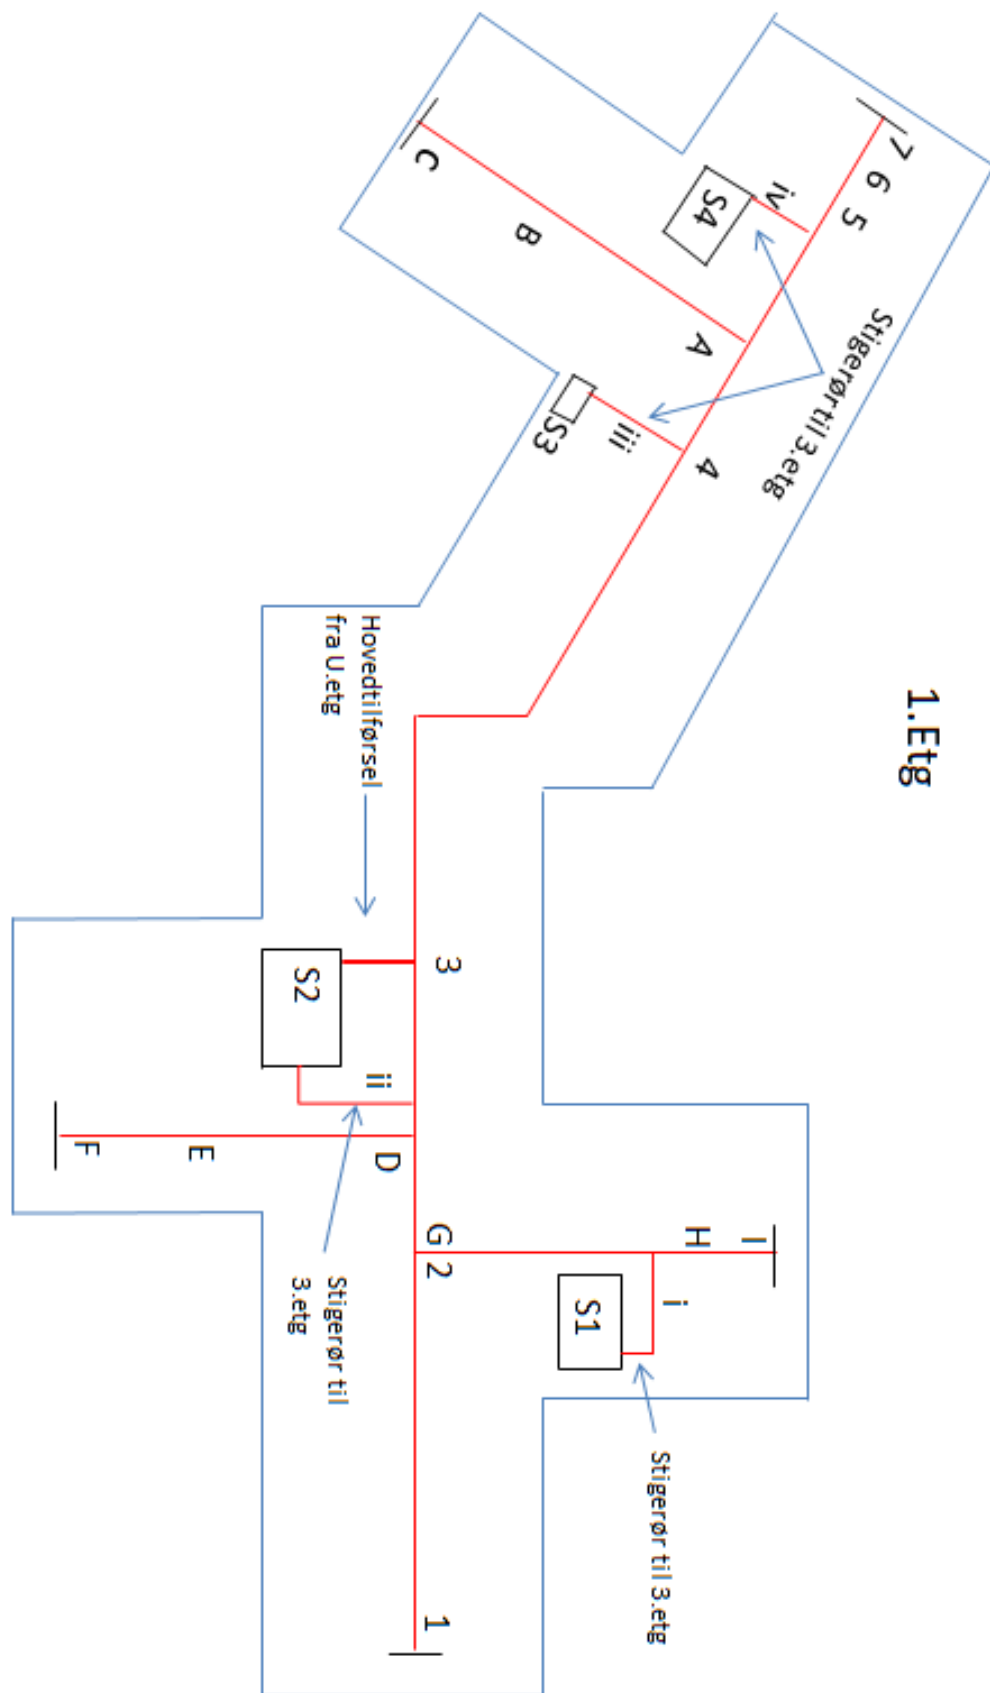 1.Etg
7
6
5
iv
S4
C
B
A
Stigerør til 3.etg
iii
S3
4
Hovedtilførsel
fra U.etg
3
S2
ii
D
E
F
G
2
H
I
i
S1
Stigerør til
3.etg
Stigerør til 3.etg
1